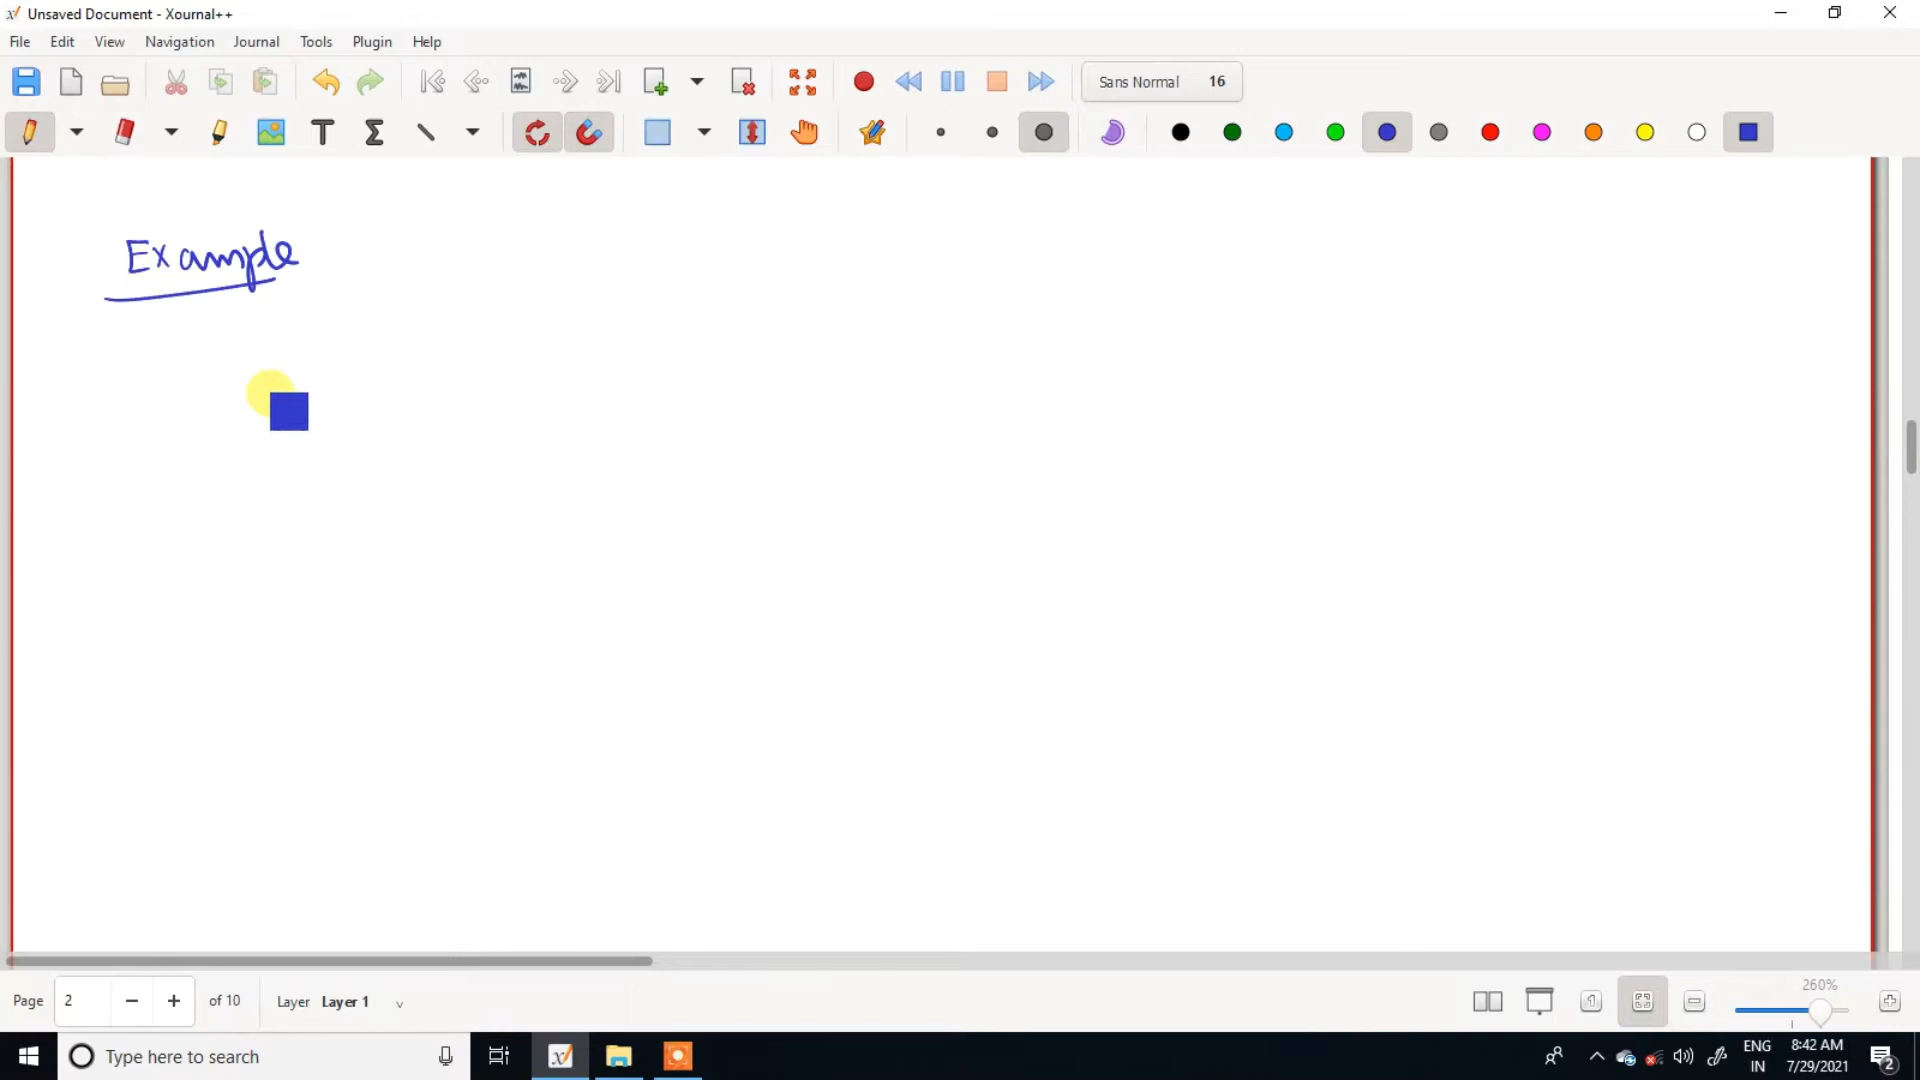 Unsaved Document - Xournal++
File Edit View Navigation Journal Tools Plugin Help
Sans Normal 16
Example
Page 2 of 10 Layer Layer 1
260%
Type here to search
ENG 8:42 AM
IN 7/29/2021
2